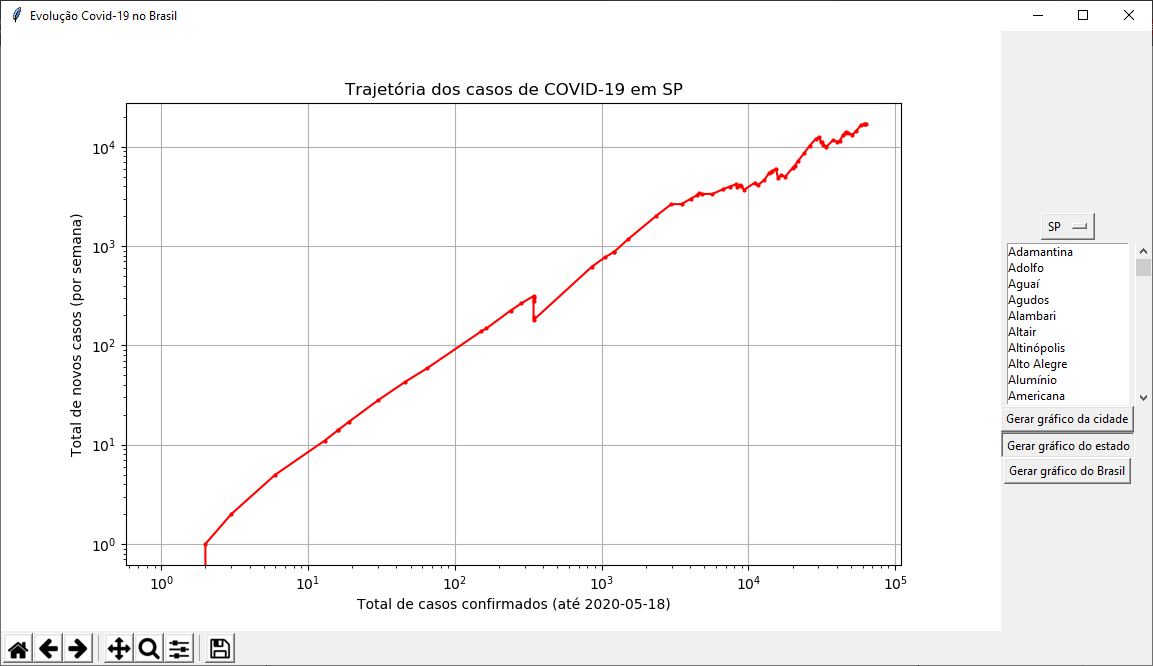 Evolução Covid-19 no Brasil
Trajetória dos casos de COVID-19 em SP
Total de novos casos (por semana)
10⁴
10³
10²
10¹
10⁰
10⁰ 10¹ 10² 10³ 10⁴ 10⁵
Total de casos confirmados (até 2020-05-18)
SP
Adamantina
Adolfo
Aguaí
Agudos
Alambari
Altair
Altinópolis
Alto Alegre
Alumínio
Americana
Gerar gráfico da cidade
Gerar gráfico do estado
Gerar gráfico do Brasil